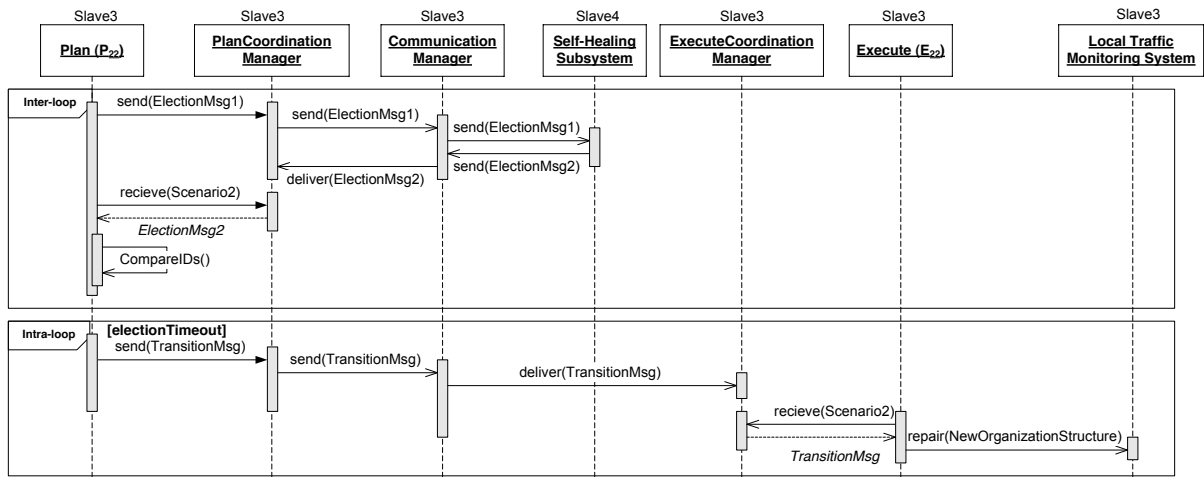 Slave3 Slave3 Slave3 Slave4 Slave3 Slave3 Slave3
Plan (P22) PlanCoordination Manager Communication Manager Self-Healing Subsystem ExecuteCoordination Manager Execute (E22) Local Traffic Monitoring System
Inter-loop
send(ElectionMsg1)
send(ElectionMsg1)
send(ElectionMsg1)
send(ElectionMsg2)
deliver(ElectionMsg2)
recieve(Scenario2)
ElectionMsg2
CompareIDs()
Intra-loop
[electionTimeout]
send(TransitionMsg)
send(TransitionMsg)
deliver(TransitionMsg)
recieve(Scenario2)
TransitionMsg
repair(NewOrganizationStructure)